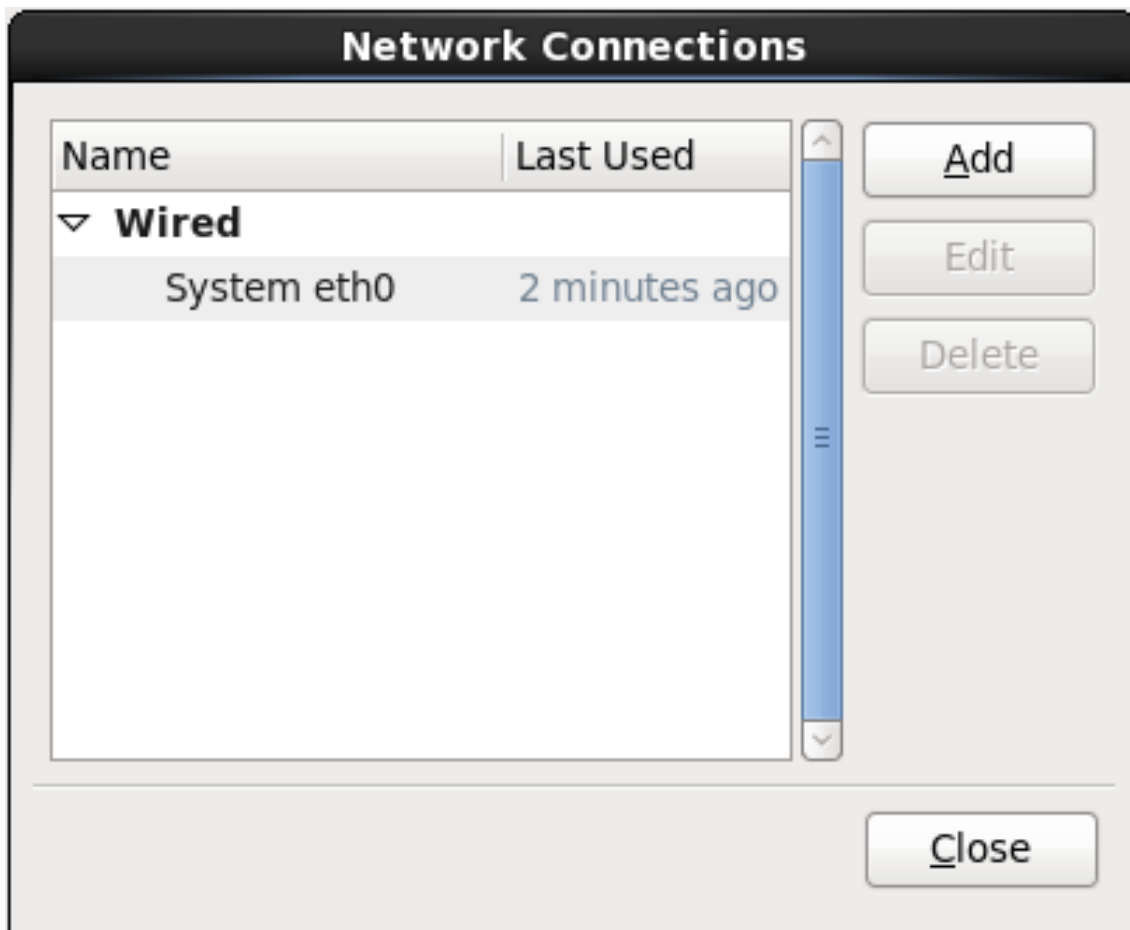 Network Connections
Name Last Used
Wired
System eth0 2 minutes ago
Add
Edit
Delete
Close